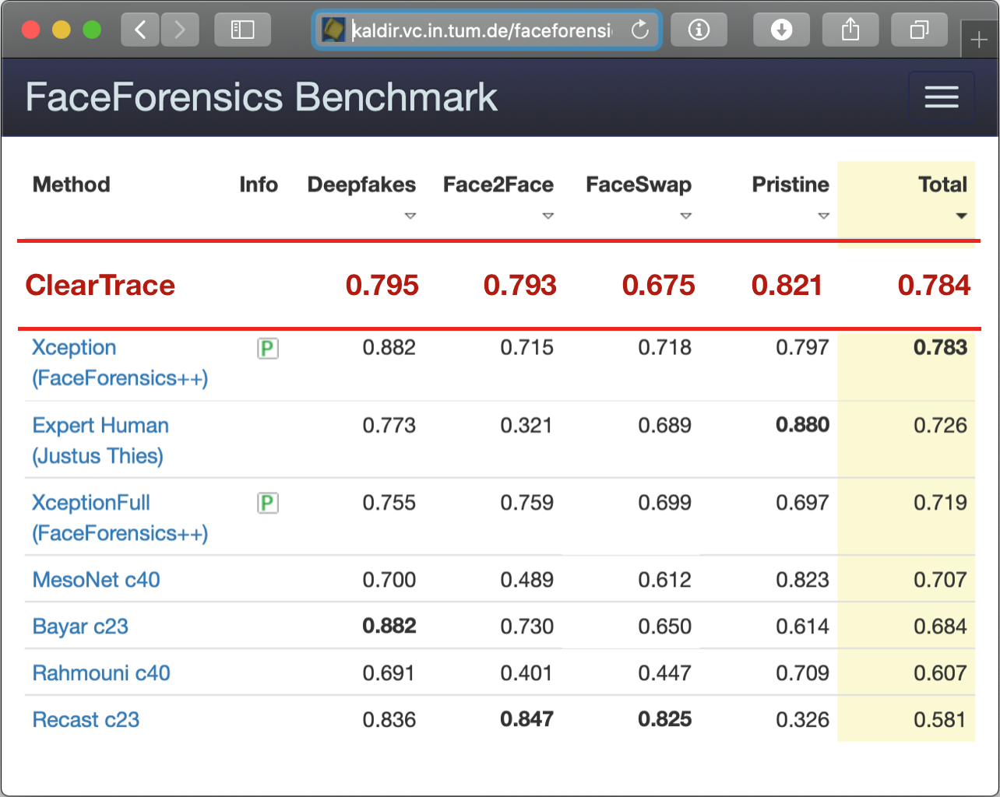 kaldir.vc.in.tum.de/faceforensi
FaceForensics Benchmark
Method Info Deepfakes Face2Face FaceSwap Pristine Total
ClearTrace 0.795 0.793 0.675 0.821 0.784
Xception P 0.882 0.715 0.718 0.797 0.783
(FaceForensics++)
Expert Human 0.773 0.321 0.689 0.880 0.726
(Justus Thies)
XceptionFull P 0.755 0.759 0.699 0.697 0.719
(FaceForensics++)
MesoNet c40 0.700 0.489 0.612 0.823 0.707
Bayar c23 0.882 0.730 0.650 0.614 0.684
Rahmouni c40 0.691 0.401 0.447 0.709 0.607
Recast c23 0.836 0.847 0.825 0.326 0.581